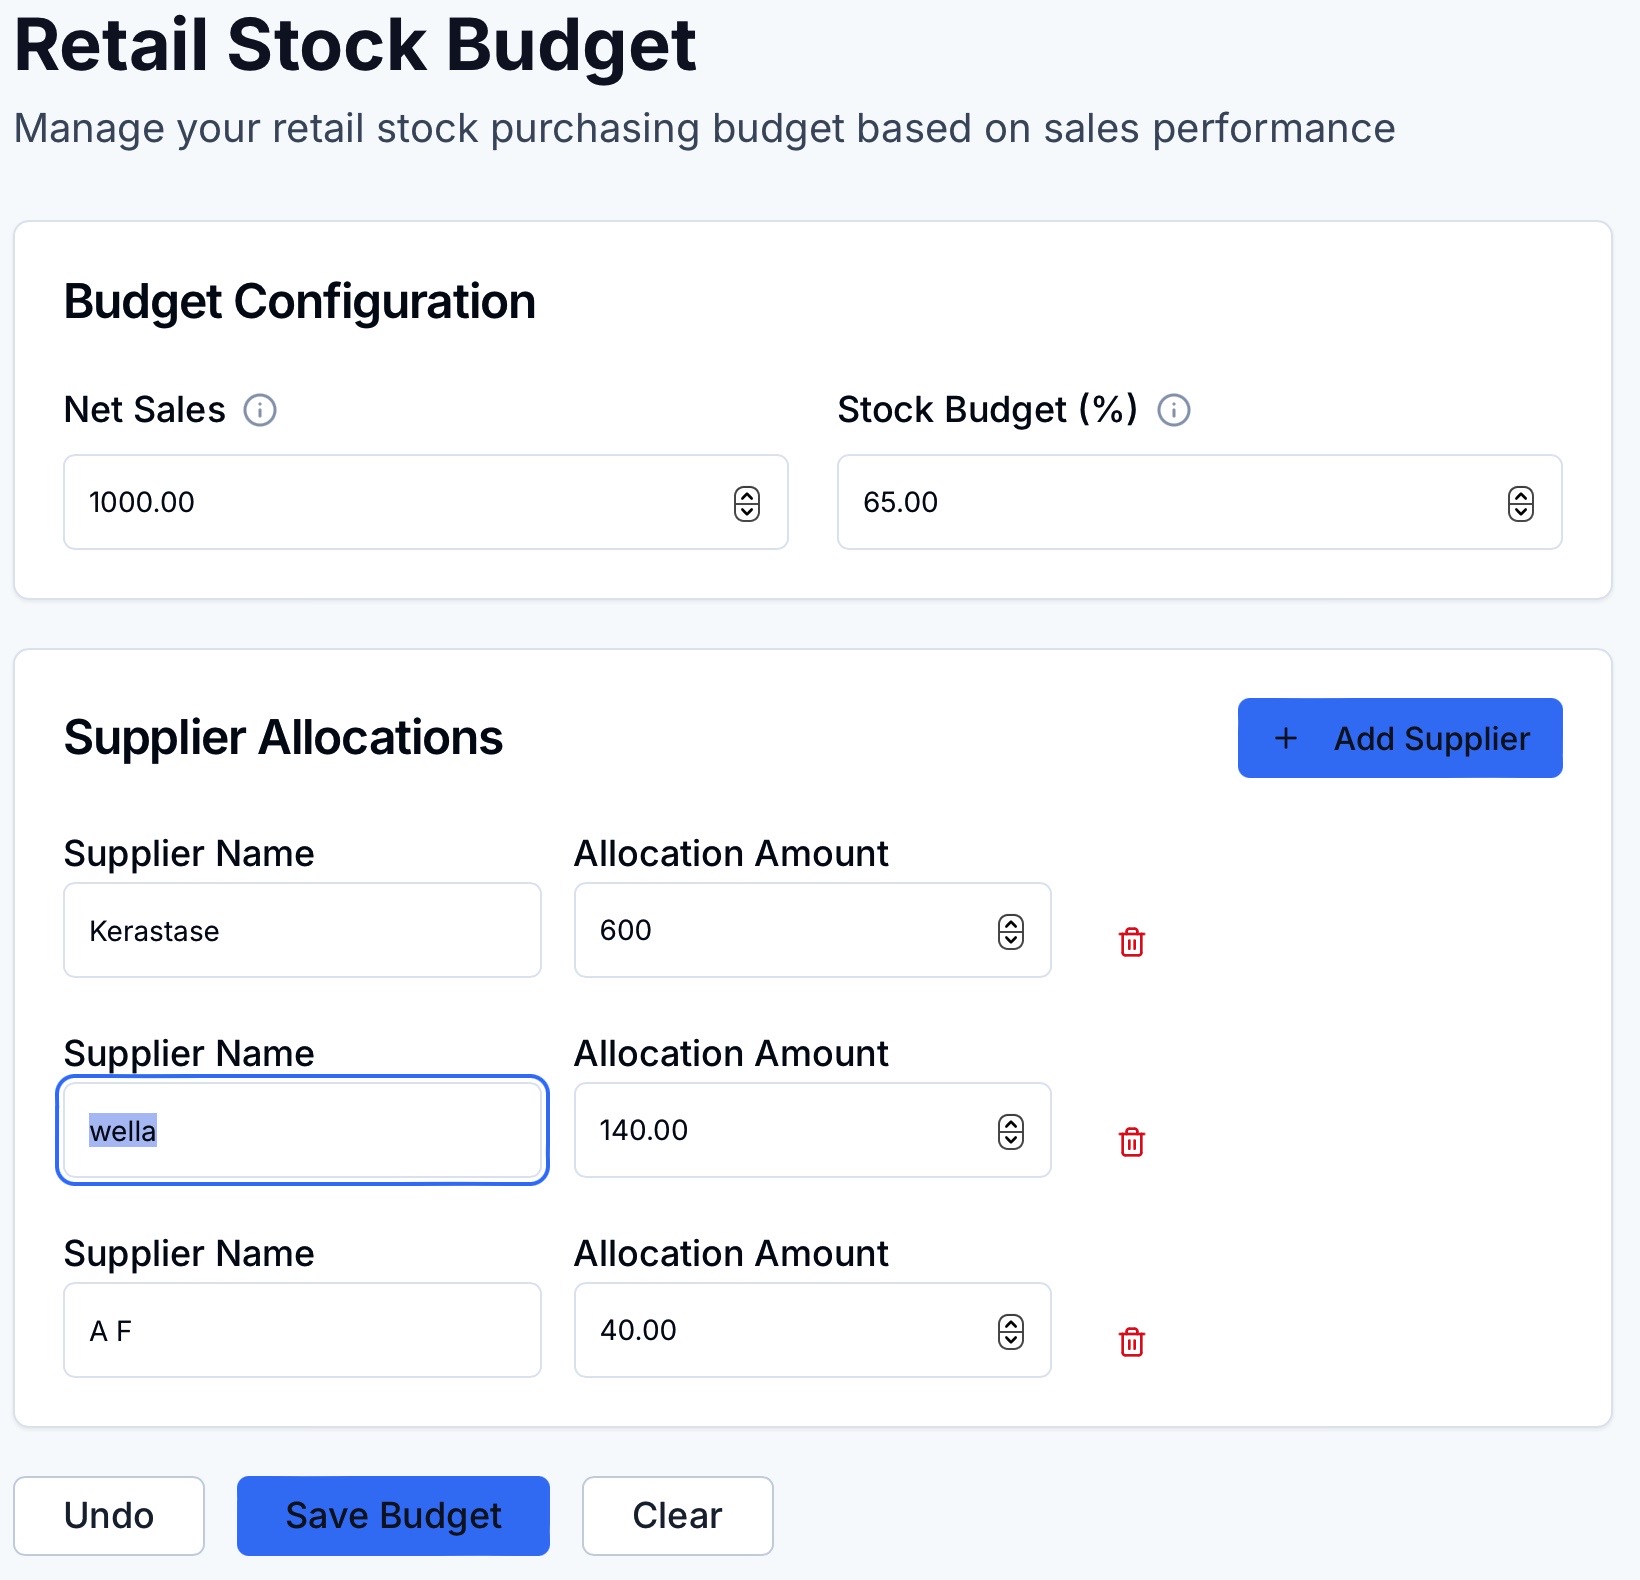 Retail Stock Budget
Manage your retail stock purchasing budget based on sales performance
Budget Configuration
Net Sales
Stock Budget (%)
1000.00
65.00
Supplier Allocations
+ Add Supplier
Supplier Name
Allocation Amount
Kerastase
600
Supplier Name
Allocation Amount
wella
140.00
Supplier Name
Allocation Amount
A F
40.00
Undo
Save Budget
Clear